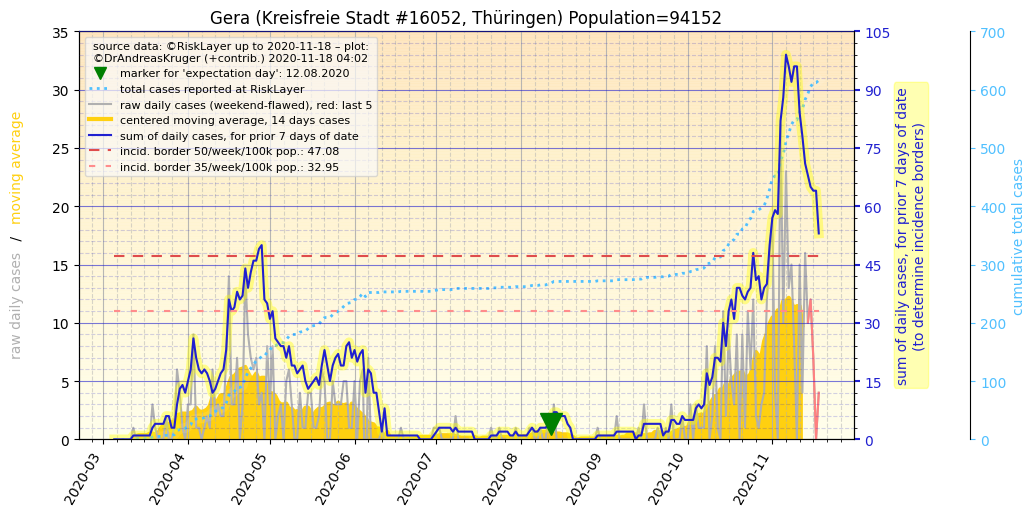 Gera (Kreisfreie Stadt #16052, Thüringen) Population=94152
source data: ©RiskLayer up to 2020-11-18 – plot:
©DrAndreasKruger (+contrib.) 2020-11-18 04:02
marker for 'expectation day': 12.08.2020
total cases reported at RiskLayer
raw daily cases (weekend-flawed), red: last 5
centered moving average, 14 days cases
sum of daily cases, for prior 7 days of date
incid. border 50/week/100k pop.: 47.08
incid. border 35/week/100k pop.: 32.95
raw daily cases / moving average
35
30
25
20
15
10
5
0
2020-03
2020-04
2020-05
2020-06
2020-07
2020-08
2020-09
2020-10
2020-11
105
90
75
60
45
30
15
0
sum of daily cases, for prior 7 days of date
(to determine incidence borders)
700
600
500
400
300
200
100
0
cumulative total cases